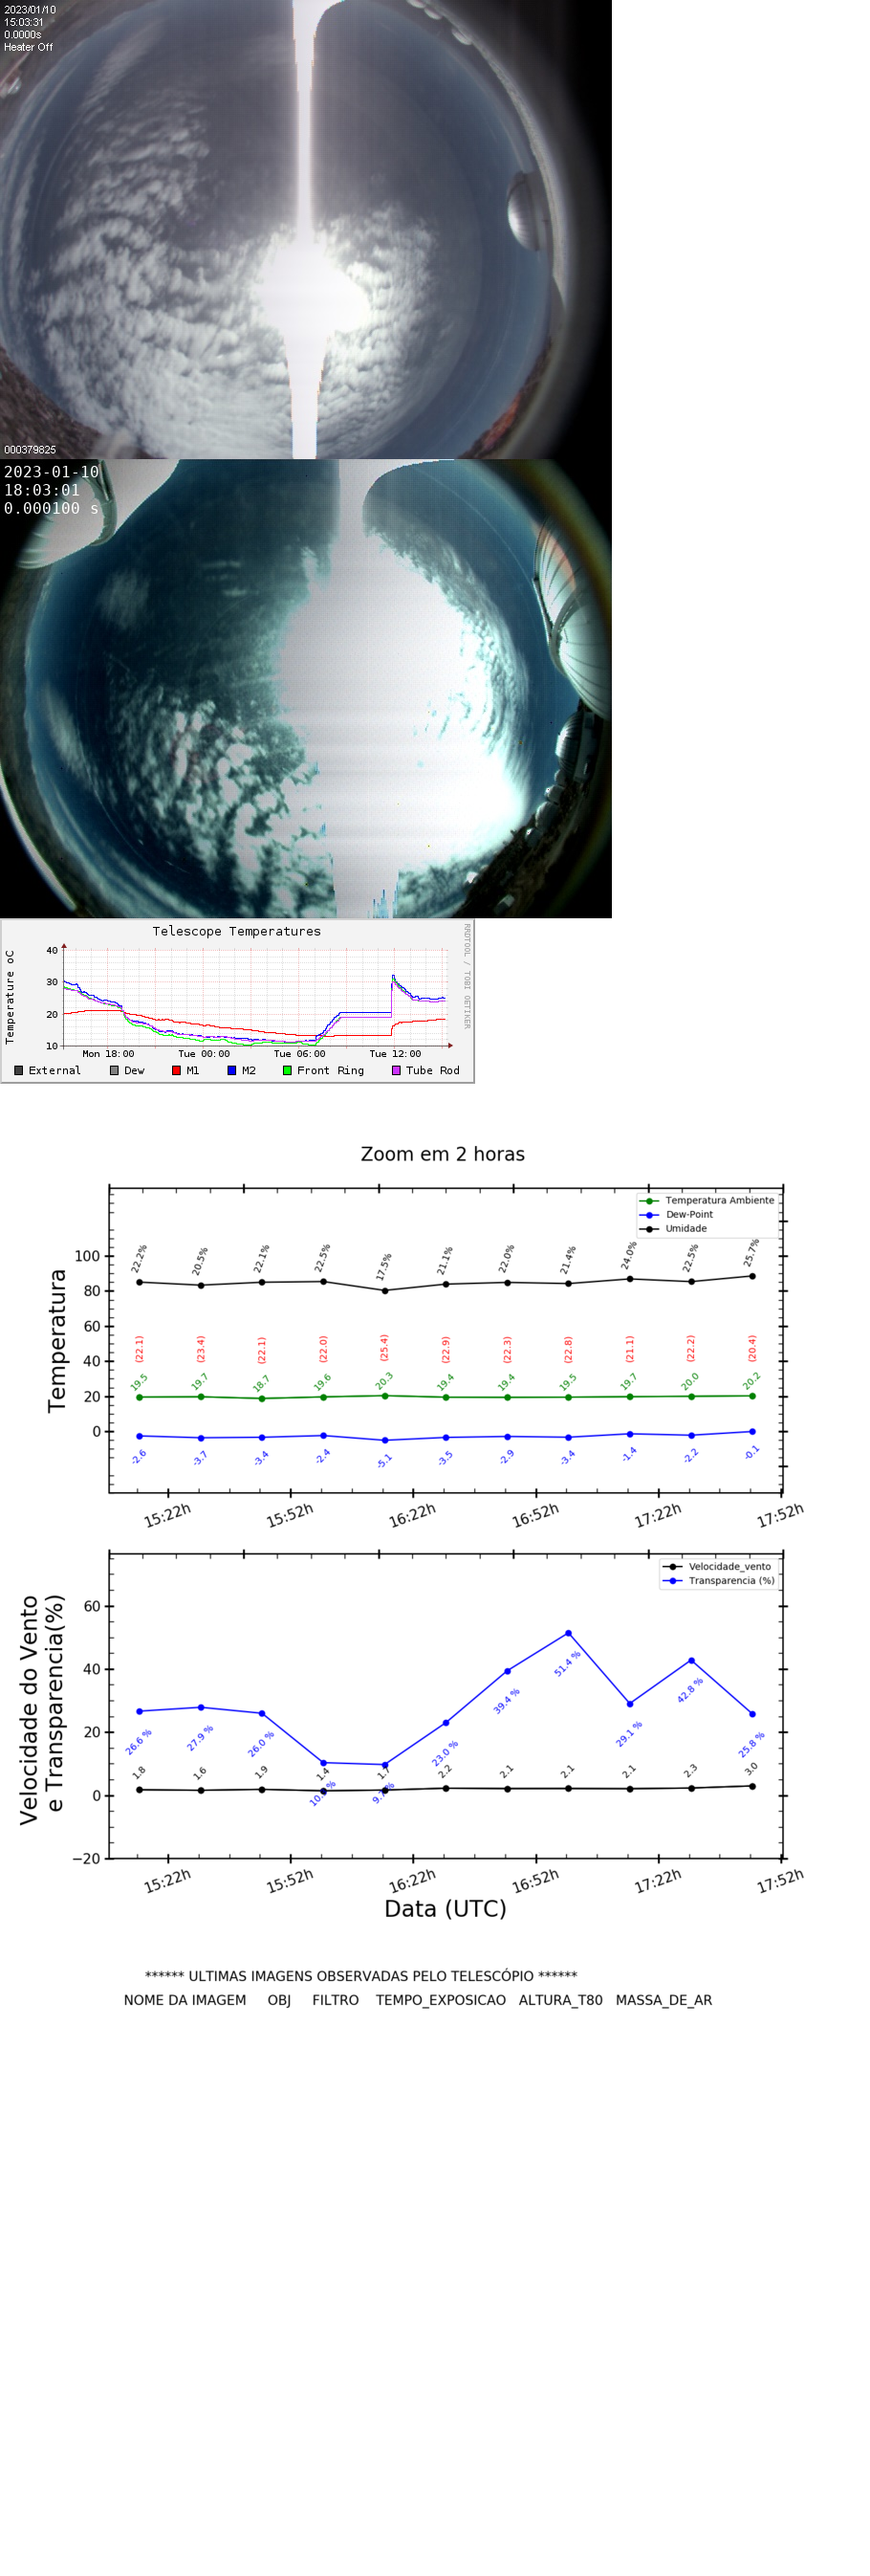 2023/01/10
15:03:31
0.0000s
Heater Off
000379825
2023-01-10
18:03:01
0.000100 s
Telescope Temperatures
RRDTOOL / TOBI OETIKER
Temperature oC
40
30
20
10
Mon 18:00 Tue 00:00 Tue 06:00 Tue 12:00
External Dew M1 M2 Front Ring Tube Rod
Zoom em 2 horas
Temperatura Ambiente
Dew-Point
Umidade
Temperatura
100
80
60
40
20
0
22.2% 20.5% 22.1% 22.5% 17.5% 21.1% 22.0% 21.4% 24.0% 22.5% 25.7%
(22.1) (23.4) (22.1) (22.0) (25.4) (22.9) (22.3) (22.8) (21.1) (22.2) (20.4)
19.5 19.7 18.7 19.6 20.3 19.4 19.4 19.5 19.7 20.0 20.2
-2.6 -3.7 -3.4 -2.4 -5.1 -3.5 -2.9 -3.4 -1.4 -2.2 -0.1
15:22h 15:52h 16:22h 16:52h 17:22h 17:52h
Velocidade_vento
Transparencia (%)
Velocidade do Vento
e Transparencia(%)
60
40
20
0
−20
26.6 % 27.9 % 26.0 % 23.0 % 39.4 % 51.4 % 29.1 % 42.8 % 25.8 %
1.8 1.6 1.9 1.4 1.7 2.2 2.1 2.1 2.1 2.3 3.0
15:22h 15:52h 16:22h 16:52h 17:22h 17:52h
Data (UTC)
****** ULTIMAS IMAGENS OBSERVADAS PELO TELESCÓPIO ******
NOME DA IMAGEM OBJ FILTRO TEMPO_EXPOSICAO ALTURA_T80 MASSA_DE_AR